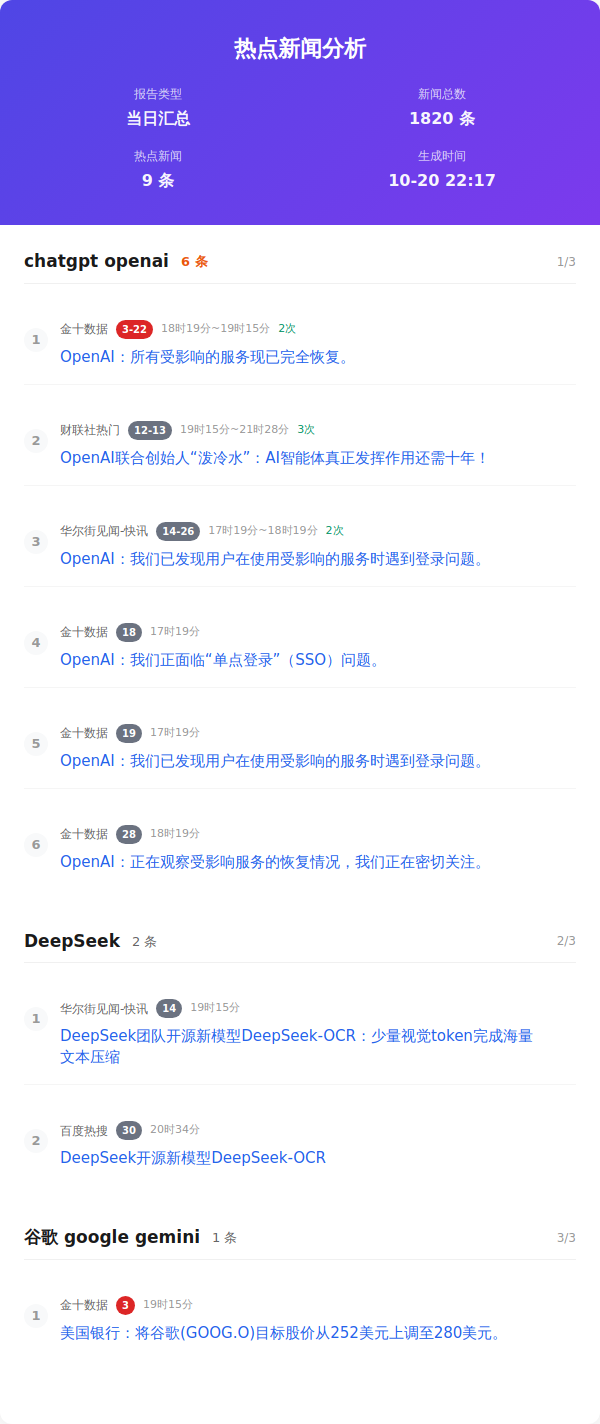 热点新闻分析
报告类型
新闻总数
当日汇总
1820 条
热点新闻
生成时间
9 条
10-20 22:17
chatgpt openai 6 条 1/3
1 金十数据 3-22 18时19分~19时15分 2次
OpenAI：所有受影响的服务现已完全恢复。
2 财联社热门 12-13 19时15分~21时28分 3次
OpenAI联合创始人“泼冷水”：AI智能体真正发挥作用还需十年！
3 华尔街见闻-快讯 14-26 17时19分~18时19分 2次
OpenAI：我们已发现用户在使用受影响的服务时遇到登录问题。
4 金十数据 18 17时19分
OpenAI：我们正面临“单点登录”（SSO）问题。
5 金十数据 19 17时19分
OpenAI：我们已发现用户在使用受影响的服务时遇到登录问题。
6 金十数据 28 18时19分
OpenAI：正在观察受影响服务的恢复情况，我们正在密切关注。
DeepSeek 2 条 2/3
1 华尔街见闻-快讯 14 19时15分
DeepSeek团队开源新模型DeepSeek-OCR：少量视觉token完成海量
文本压缩
2 百度热搜 30 20时34分
DeepSeek开源新模型DeepSeek-OCR
谷歌 google gemini 1 条 3/3
1 金十数据 3 19时15分
美国银行：将谷歌(GOOG.O)目标股价从252美元上调至280美元。